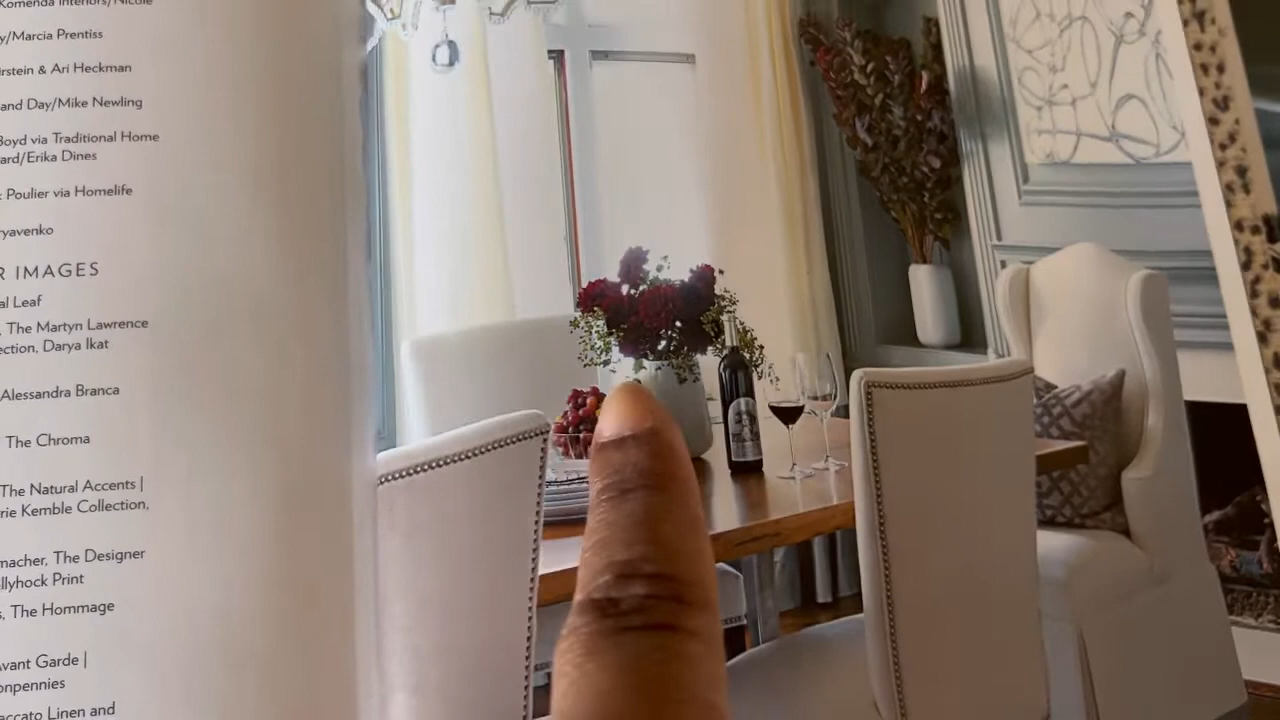 Komenda Interiors/Nicole
y/Marcia Prentiss
rstein & Ari Heckman
and Day/Mike Newling
Boyd via Traditional Home
ard/Erika Dines
Poulier via Homelife
ryavenko
R IMAGES
al Leaf
, The Martyn Lawrence
ection, Darya Ikat
Alessandra Branca
The Chroma
The Natural Accents |
rie Kemble Collection,
macher, The Designer
llyhock Print
s, The Hommage
Avant Garde |
onpennies
accato Linen and